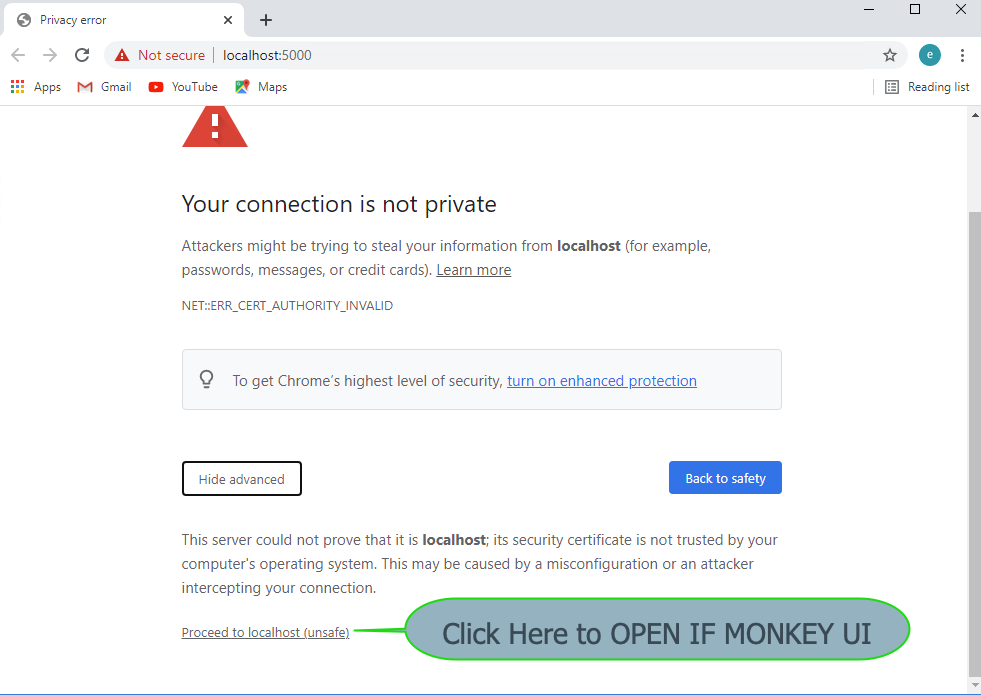 Privacy error
Not secure | localhost:5000
e
Apps Gmail YouTube Maps Reading list
Your connection is not private
Attackers might be trying to steal your information from localhost (for example,
passwords, messages, or credit cards). Learn more
NET::ERR_CERT_AUTHORITY_INVALID
To get Chrome's highest level of security, turn on enhanced protection
Hide advanced Back to safety
This server could not prove that it is localhost; its security certificate is not trusted by your
computer's operating system. This may be caused by a misconfiguration or an attacker
intercepting your connection.
Proceed to localhost (unsafe) Click Here to OPEN IF MONKEY UI